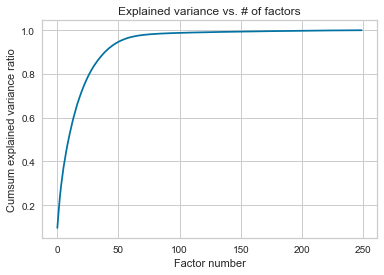 Explained variance vs. # of factors
Cumsum explained variance ratio
1.0
0.8
0.6
0.4
0.2
0 50 100 150 200 250
Factor number